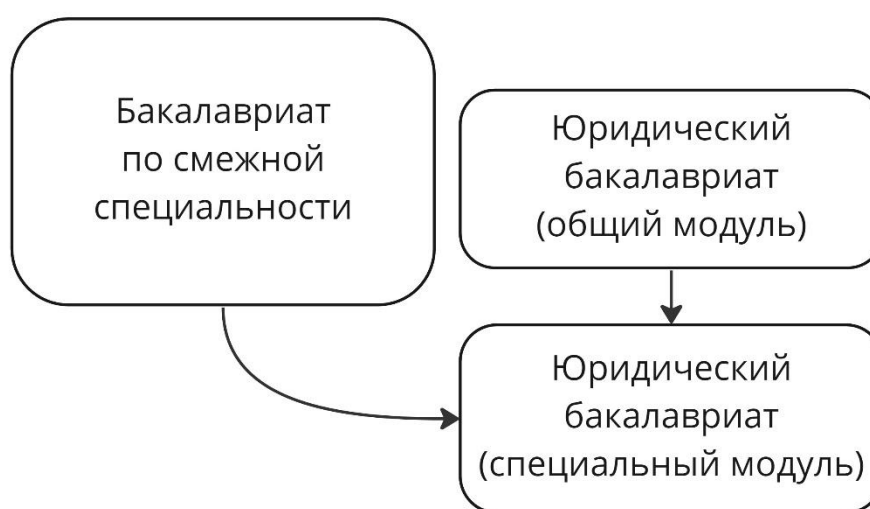 Бакалавриат
по смежной
специальности
Юридический
бакалавриат
(общий модуль)
Юридический
бакалавриат
(специальный модуль)